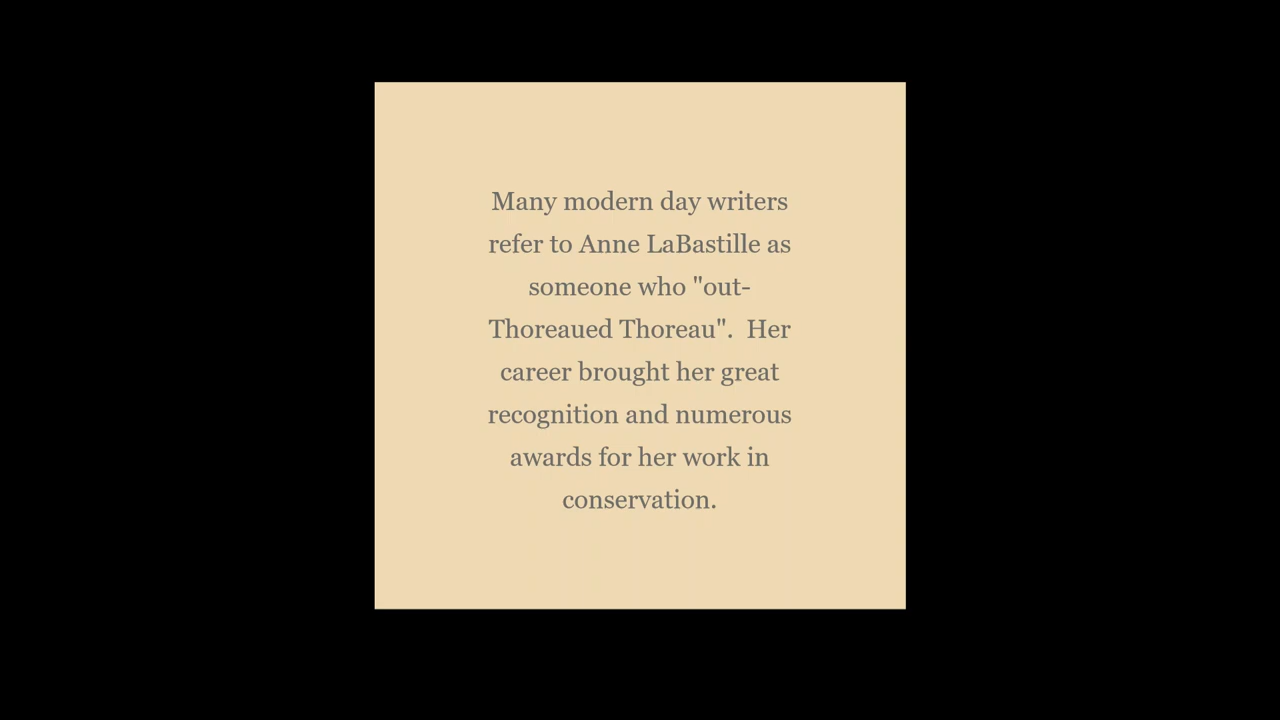 Many modern day writers
refer to Anne LaBastille as
someone who "out-
Thoreaued Thoreau".  Her
career brought her great
recognition and numerous
awards for her work in
conservation.